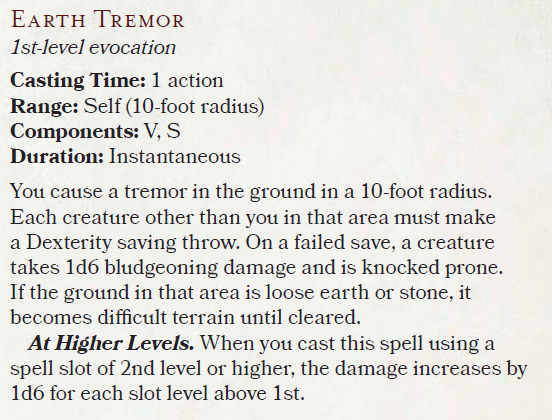 EARTH TREMOR
1st-level evocation
Casting Time: 1 action
Range: Self (10-foot radius)
Components: V, S
Duration: Instantaneous
You cause a tremor in the ground in a 10-foot radius.
Each creature other than you in that area must make
a Dexterity saving throw. On a failed save, a creature
takes 1d6 bludgeoning damage and is knocked prone.
If the ground in that area is loose earth or stone, it
becomes difficult terrain until cleared.
At Higher Levels. When you cast this spell using a
spell slot of 2nd level or higher, the damage increases by
1d6 for each slot level above 1st.